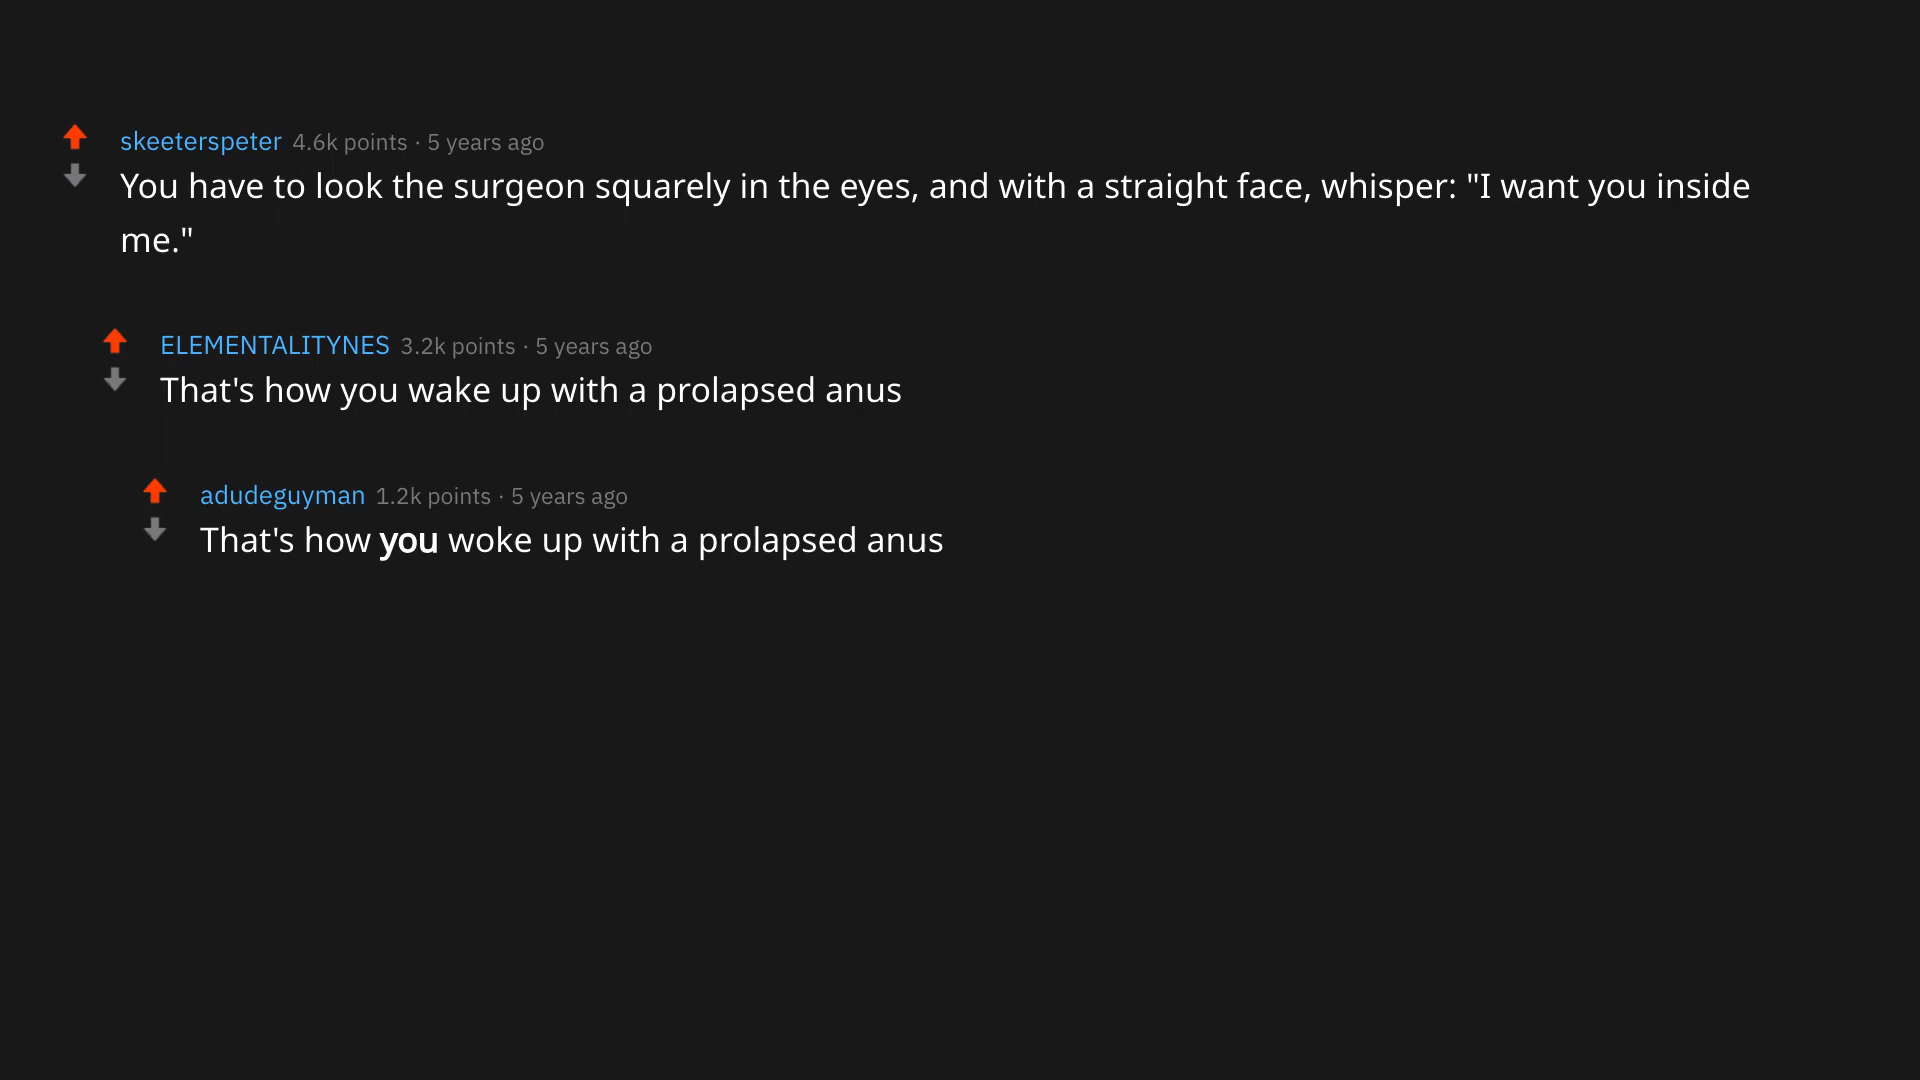 skeeterspeter 4.6k points · 5 years ago
You have to look the surgeon squarely in the eyes, and with a straight face, whisper: "I want you inside
me."
ELEMENTALITYNES 3.2k points · 5 years ago
That's how you wake up with a prolapsed anus
adudeguyman 1.2k points · 5 years ago
That's how you woke up with a prolapsed anus